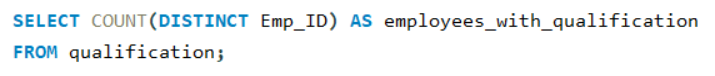 SELECT COUNT(DISTINCT Emp_ID) AS employees_with_qualification
FROM qualification;